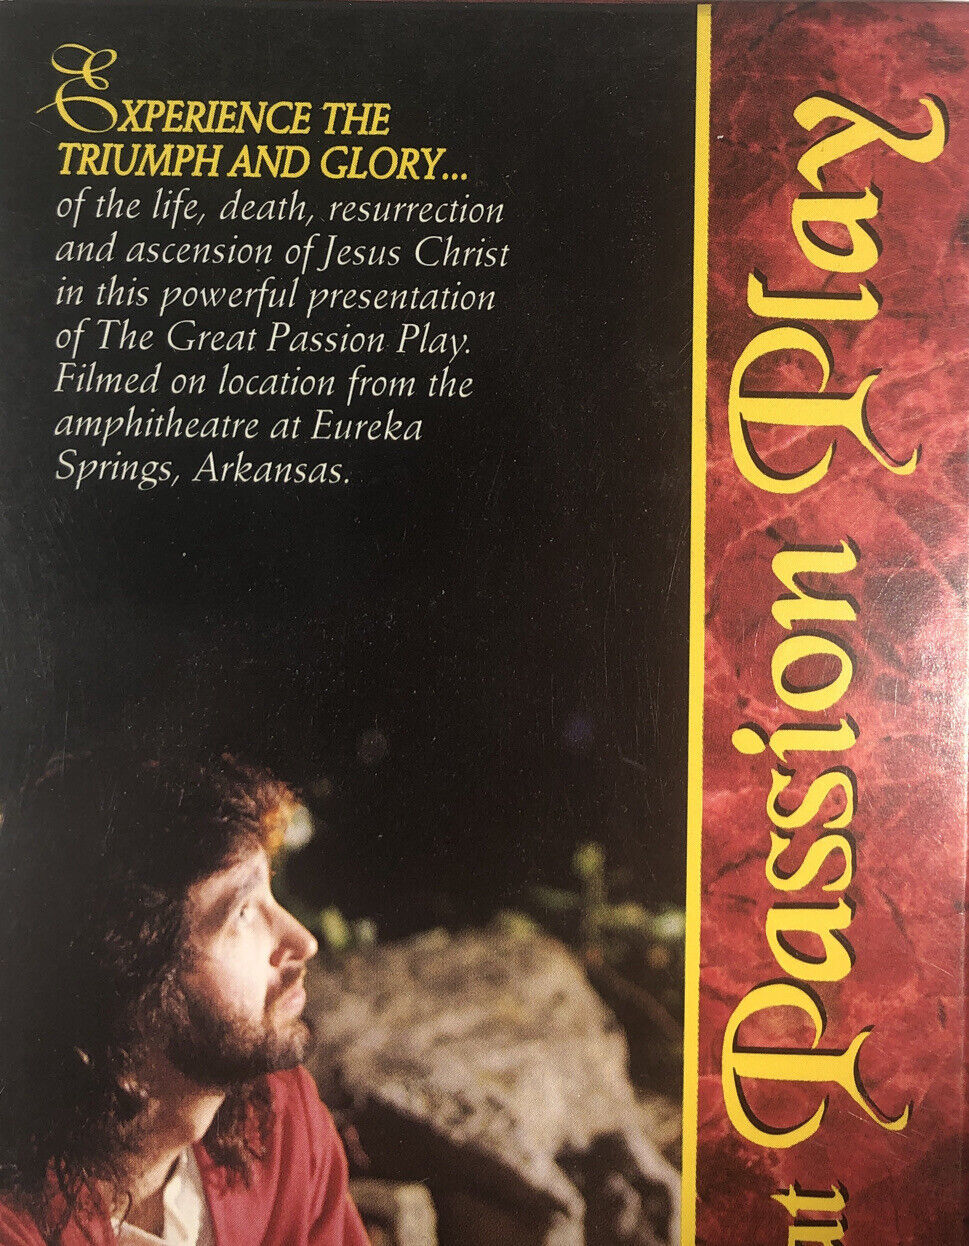 EXPERIENCE THE
TRIUMPH AND GLORY...
of the life, death, resurrection
and ascension of Jesus Christ
in this powerful presentation
of The Great Passion Play.
Filmed on location from the
amphitheatre at Eureka
Springs, Arkansas.
Passion Play